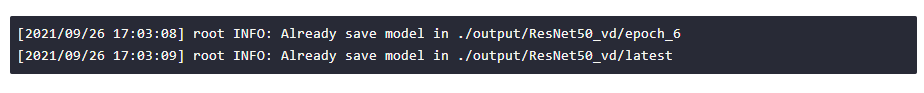 [2021/09/26 17:03:08] root INFO: Already save model in ./output/ResNet50_vd/epoch_6
[2021/09/26 17:03:09] root INFO: Already save model in ./output/ResNet50_vd/latest